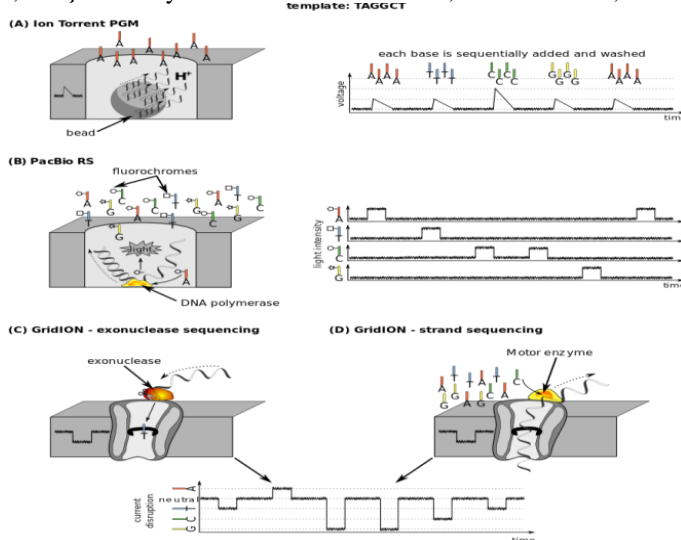 template: TAGGCT
(A) Ion Torrent PGM
A A A A A A A A
H+
bead
each base is sequentially added and washed
A A A A T T T T C C C C G G G G A A A A
voltage
time
(B) PacBio RS
fluorochromes
A G C T A T C
T G A C T G C G
G
light
A
DNA polymerase
light intensity
A
T
C
G
time
(C) GridION - exonuclease sequencing
(D) GridION - strand sequencing
exonuclease
Motor enzyme
T
A T T A T C
G A G C A
A
neutral
T
C
G
current
disruption
time